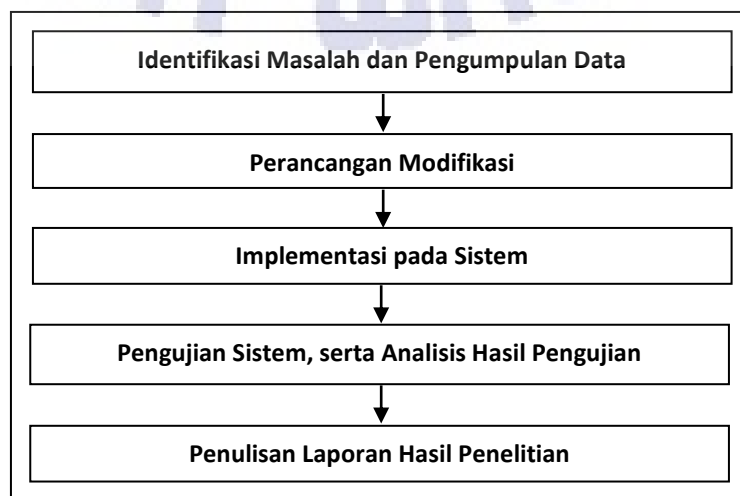 Identifikasi Masalah dan Pengumpulan Data
Perancangan Modifikasi
Implementasi pada Sistem
Pengujian Sistem, serta Analisis Hasil Pengujian
Penulisan Laporan Hasil Penelitian